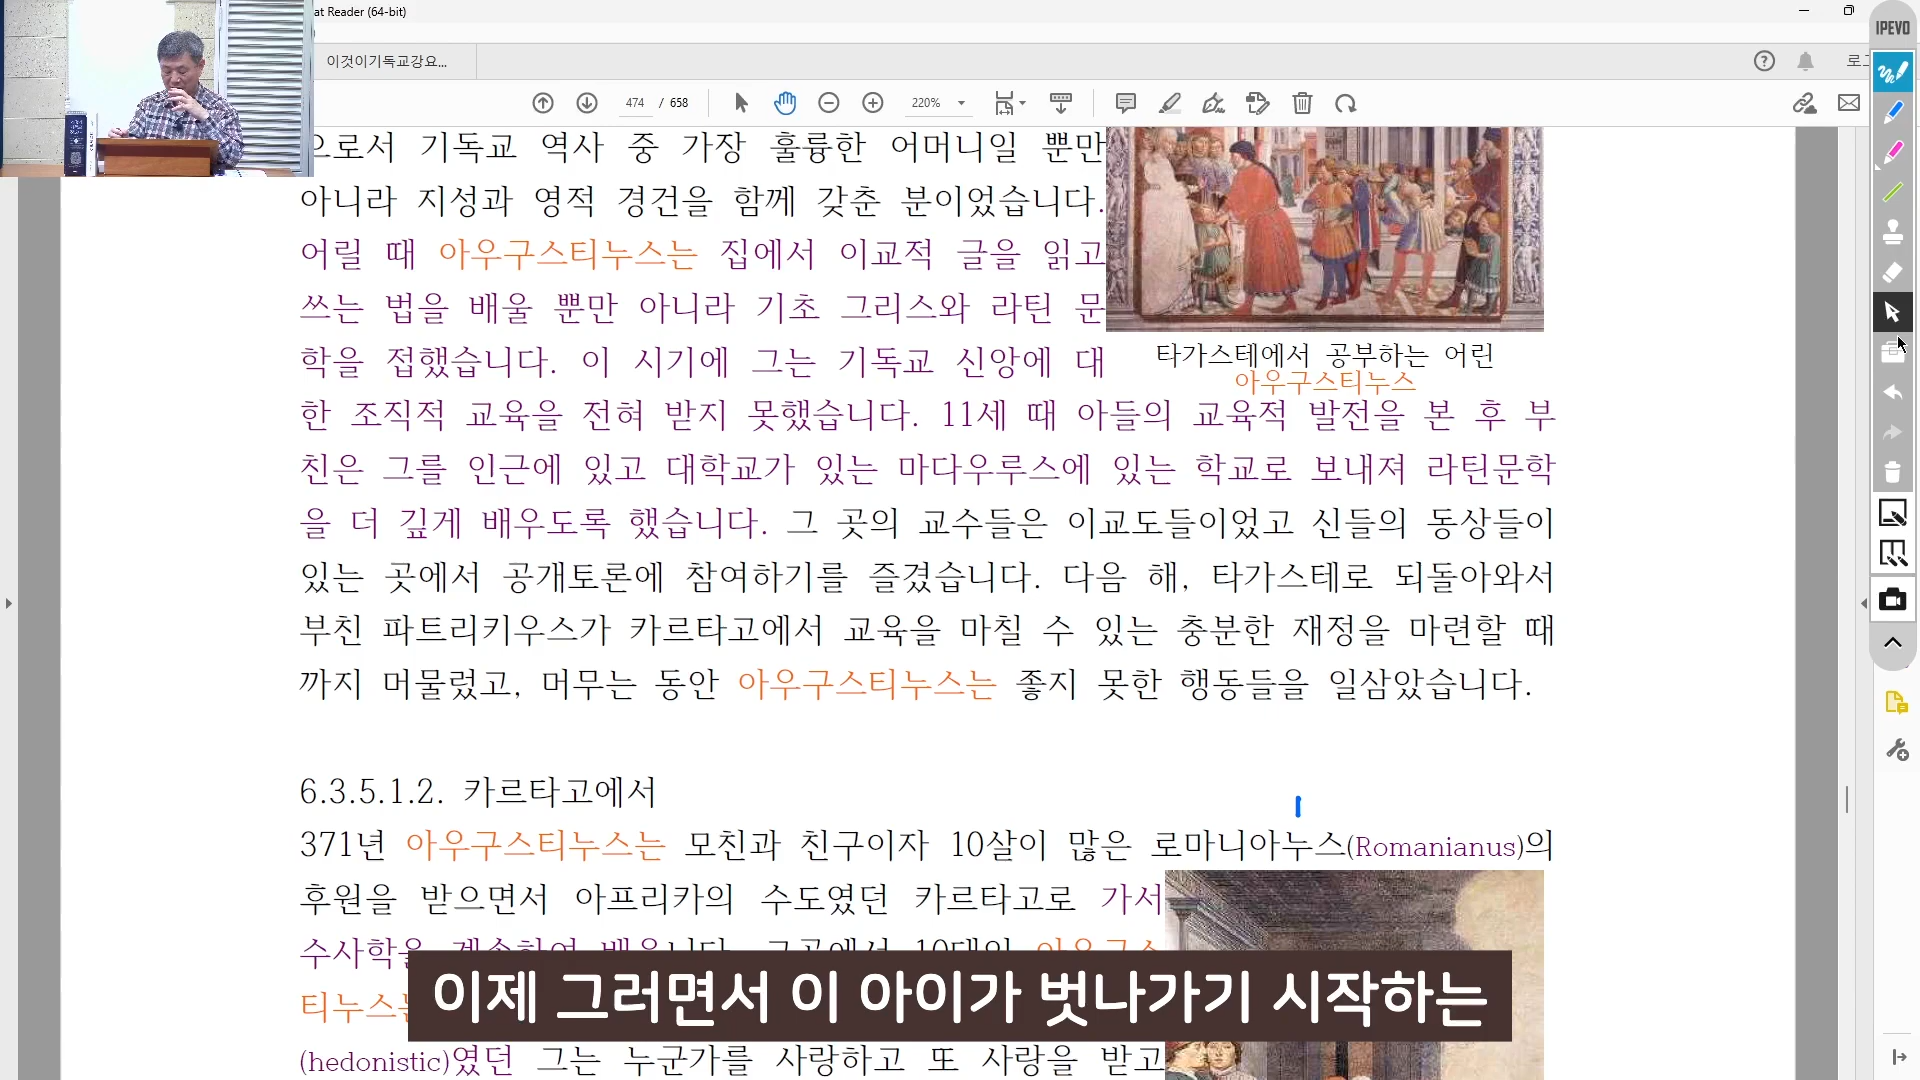 at Reader (64-bit)
IPEVO
이것이기독교강요...
474 / 658
220%
으로서 기독교 역사 중 가장 훌륭한 어머니일 뿐만
아니라 지성과 영적 경건을 함께 갖춘 분이었습니다.
어릴 때 아우구스티누스는 집에서 이교적 글을 읽고
쓰는 법을 배울 뿐만 아니라 기초 그리스와 라틴 문
학을 접했습니다. 이 시기에 그는 기독교 신앙에 대
타가스테에서 공부하는 어린
아우구스티누스
한 조직적 교육을 전혀 받지 못했습니다. 11세 때 아들의 교육적 발전을 본 후 부
친은 그를 인근에 있고 대학교가 있는 마다우루스에 있는 학교로 보내져 라틴문학
을 더 깊게 배우도록 했습니다. 그 곳의 교수들은 이교도들이었고 신들의 동상들이
있는 곳에서 공개토론에 참여하기를 즐겼습니다. 다음 해, 타가스테로 되돌아와서
부친 파트리키우스가 카르타고에서 교육을 마칠 수 있는 충분한 재정을 마련할 때
까지 머물렀고, 머무는 동안 아우구스티누스는 좋지 못한 행동들을 일삼았습니다.
6.3.5.1.2. 카르타고에서
371년 아우구스티누스는 모친과 친구이자 10살이 많은 로마니아누스(Romanianus)의
후원을 받으면서 아프리카의 수도였던 카르타고로 가서
수사학을
티누스는
이제 그러면서 이 아이가 벗나가기 시작하는
(hedonistic)였던 그는 누군가를 사랑하고 또 사랑을 받고